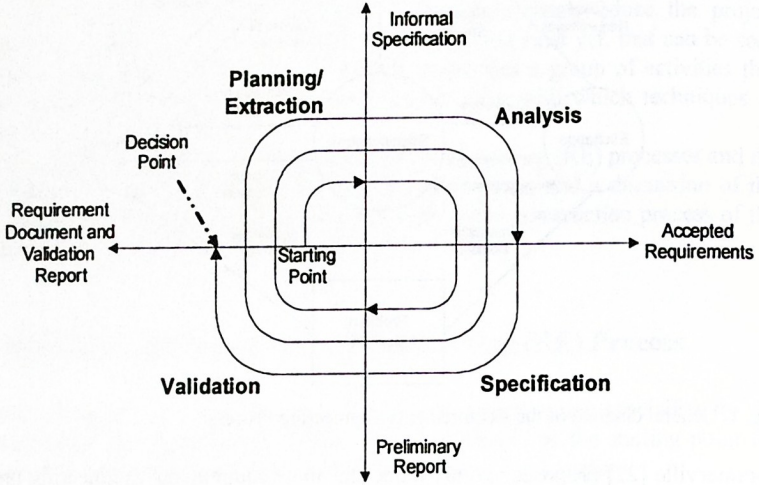 Informal
Specification
Planning/
Extraction
Analysis
Decision
Point
Requirement
Document and
Validation
Report
Starting
Point
Accepted
Requirements
Validation
Specification
Preliminary
Report